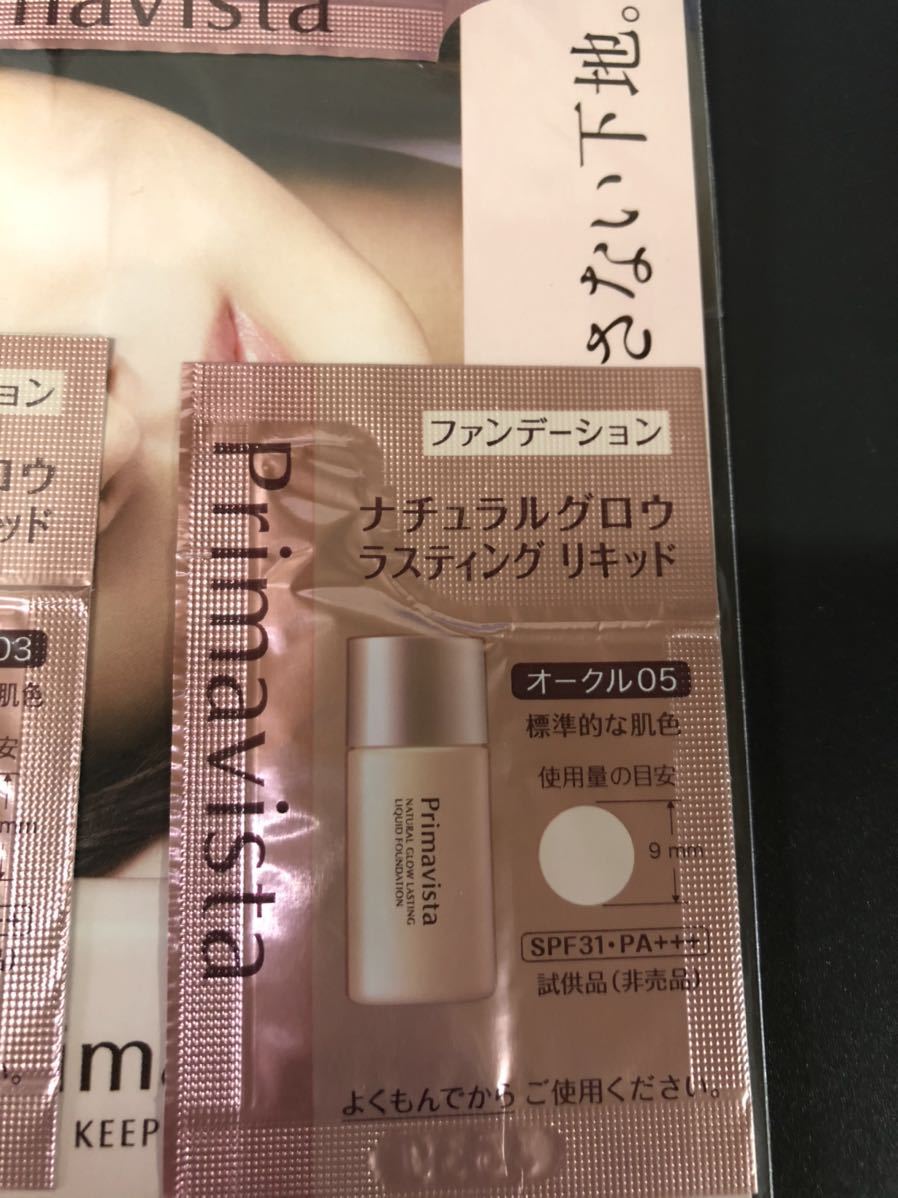 mavista
さない下地。
ョン
ロウ
ッド
03
肌色
安
mm
Primavista
ファンデーション
ナチュラルグロウ
ラスティング リキッド
オークル05
標準的な肌色
使用量の目安
9 mm
SPF31・PA+++
試供品(非売品)
Primavista
NATURAL GLOW LASTING
LIQUID FOUNDATION
よくもんでから ご使用ください。
im
KEEP